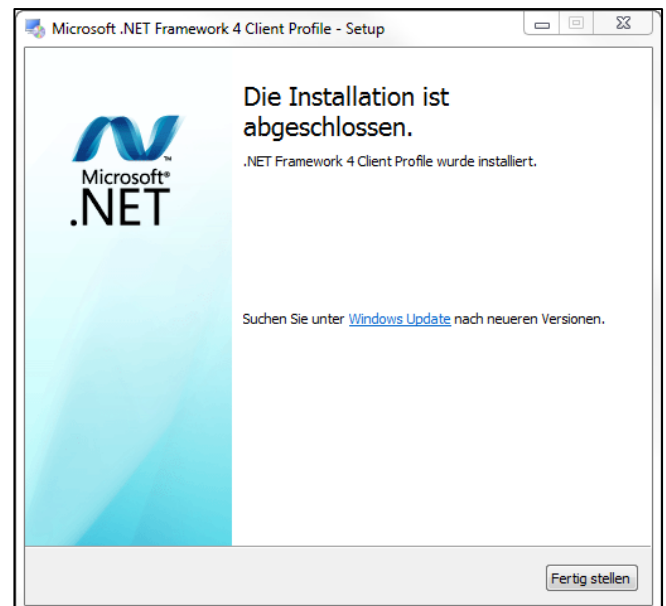 Microsoft .NET Framework 4 Client Profile - Setup
Die Installation ist
abgeschlossen.
.NET Framework 4 Client Profile wurde installiert.
Microsoft®
.NET
Suchen Sie unter Windows Update nach neueren Versionen.
Fertig stellen